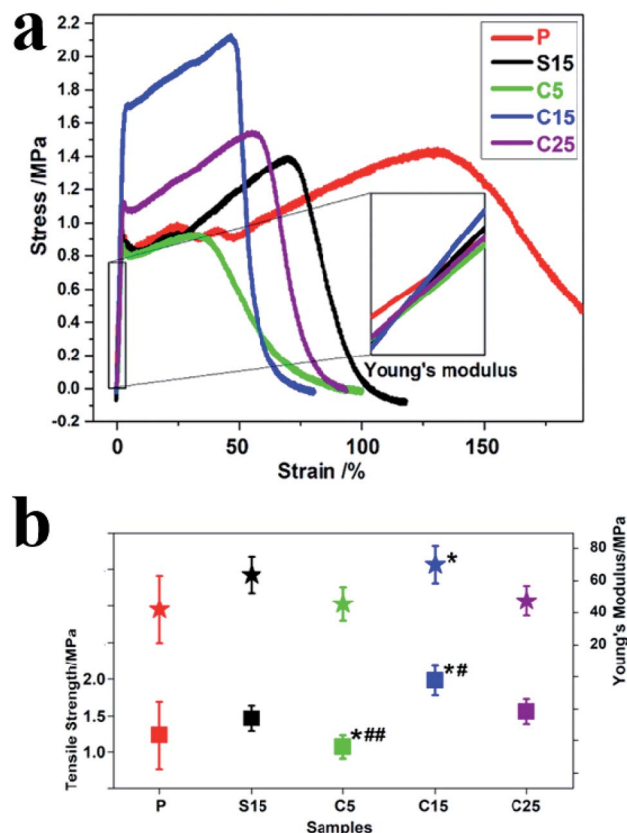 a
2.2
2.0
1.8
1.6
1.4
1.2
1.0
0.8
0.6
0.4
0.2
0.0
-0.2
Stress /MPa
P
S15
C5
C15
C25
Young's modulus
0
50
100
150
Strain /%
b
Tensile Strength/MPa
2.0
1.5
1.0
80
60
40
20
Young's Modulus/MPa
*
*#
*##
P
S15
C5
C15
C25
Samples